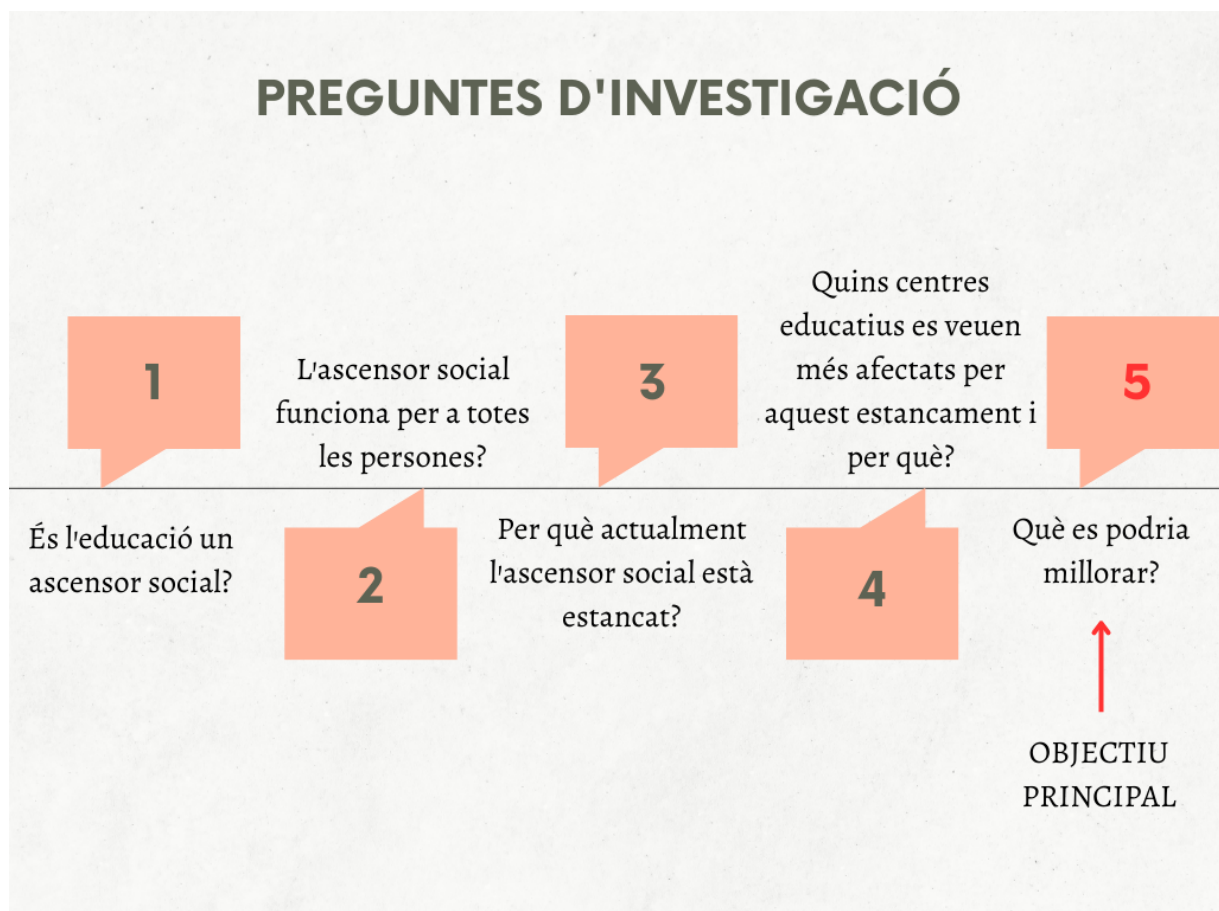 PREGUNTES D'INVESTIGACIÓ
1
És l'educació un
ascensor social?
L'ascensor social
funciona per a totes
les persones?
2
3
Per què actualment
l'ascensor social està
estancat?
Quins centres
educatius es veuen
més afectats per
aquest estancament i
per què?
4
5
Què es podria
millorar?
OBJECTIU
PRINCIPAL